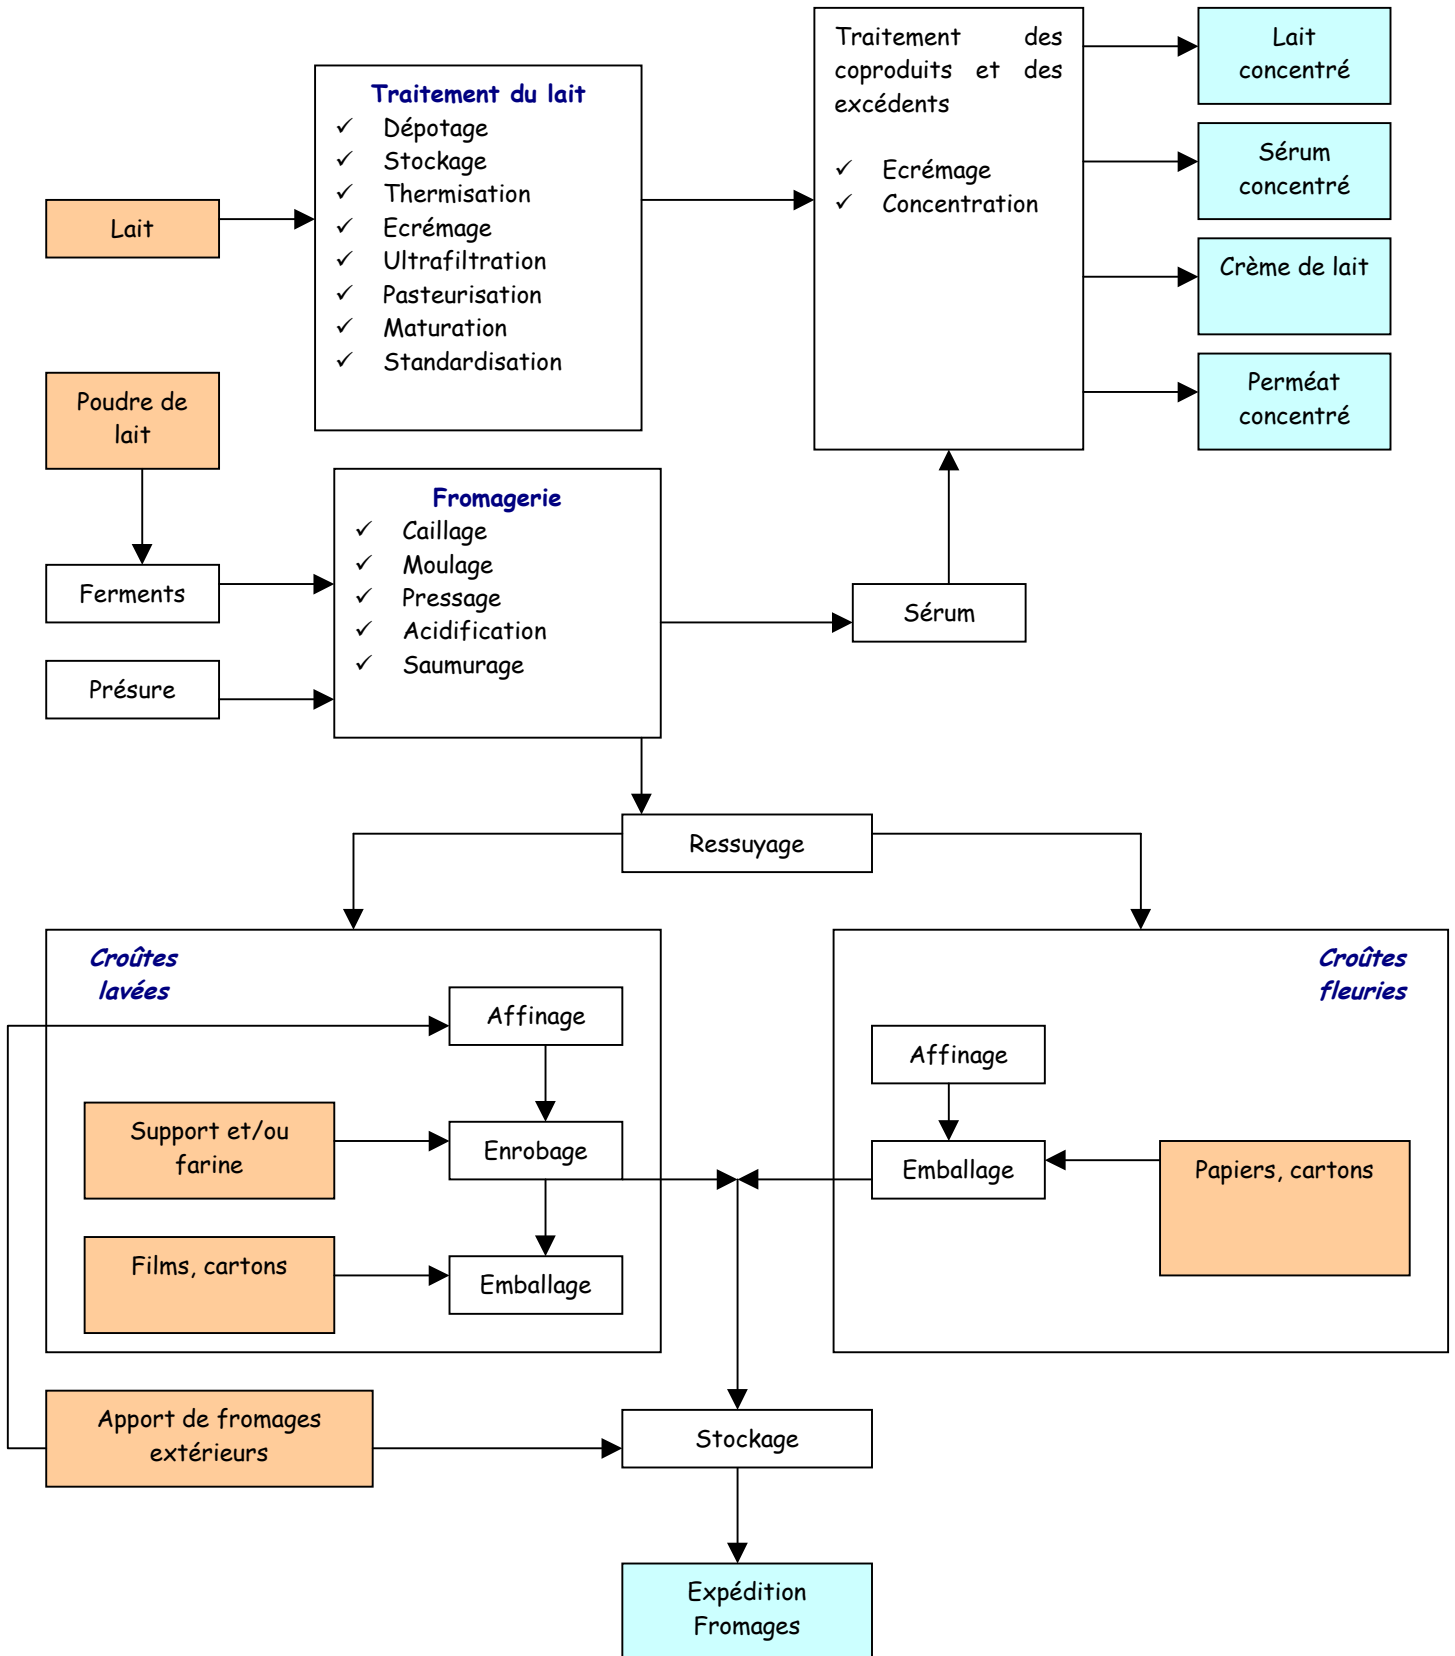 Lait
Traitement du lait
✓ Dépotage
✓ Stockage
✓ Thermisation
✓ Ecrémage
✓ Ultrafiltration
✓ Pasteurisation
✓ Maturation
✓ Standardisation
Traitement des
coproduits et des
excédents
✓ Ecrémage
✓ Concentration
Lait
concentré
Sérum
concentré
Crème de lait
Perméat
concentré
Poudre de
lait
Ferments
Présure
Fromagerie
✓ Caillage
✓ Moulage
✓ Pressage
✓ Acidification
✓ Saumurage
Sérum
Ressuyage
Croûtes
lavées
Affinage
Support et/ou
farine
Enrobage
Films, cartons
Emballage
Croûtes
fleuries
Affinage
Emballage
Papiers, cartons
Apport de fromages
extérieurs
Stockage
Expédition
Fromages